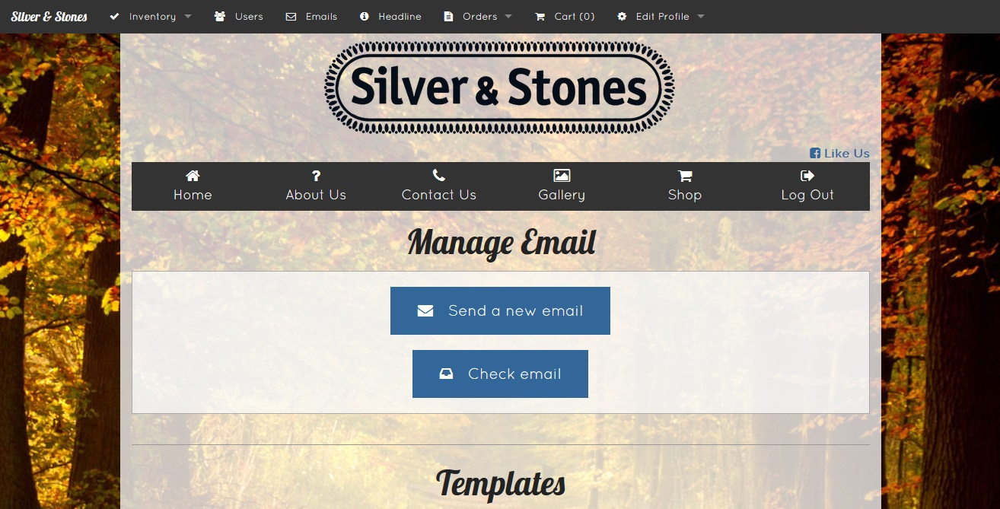 Silver & Stones Inventory Users Emails Headline Orders Cart (0) Edit Profile
Silver & Stones
Like Us
Home About Us Contact Us Gallery Shop Log Out
Manage Email
Send a new email
Check email
Templates